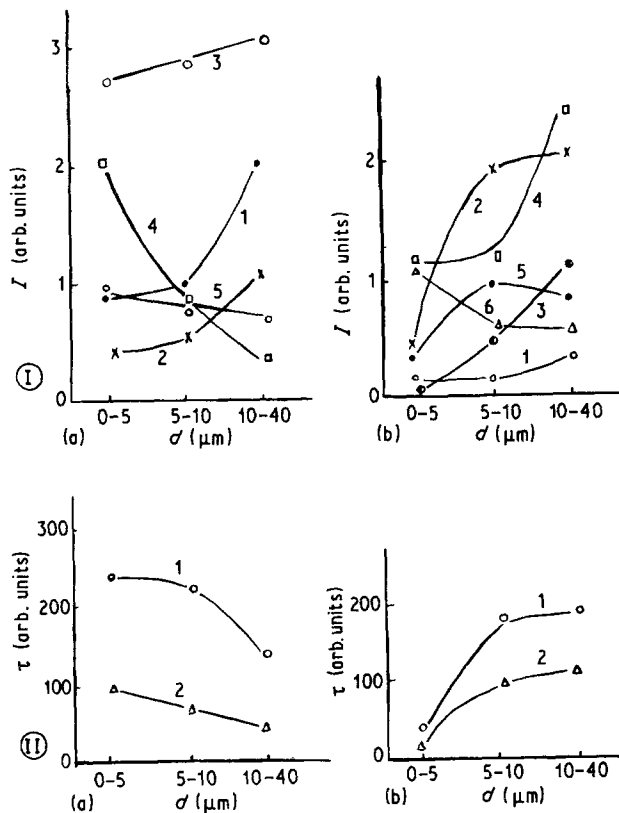 3
2
1
0
I (arb. units)
3
4
1
5
2
0–5
5–10
10–40
(a)
d (μm)
I
2
1
0
I (arb. units)
2
4
5
6
3
1
0–5
5–10
10–40
(b)
d (μm)
300
200
100
0
τ (arb. units)
1
2
0–5
5–10
10–40
(a)
d (μm)
II
200
100
0
τ (arb. units)
1
2
0–5
5–10
10–40
(b)
d (μm)